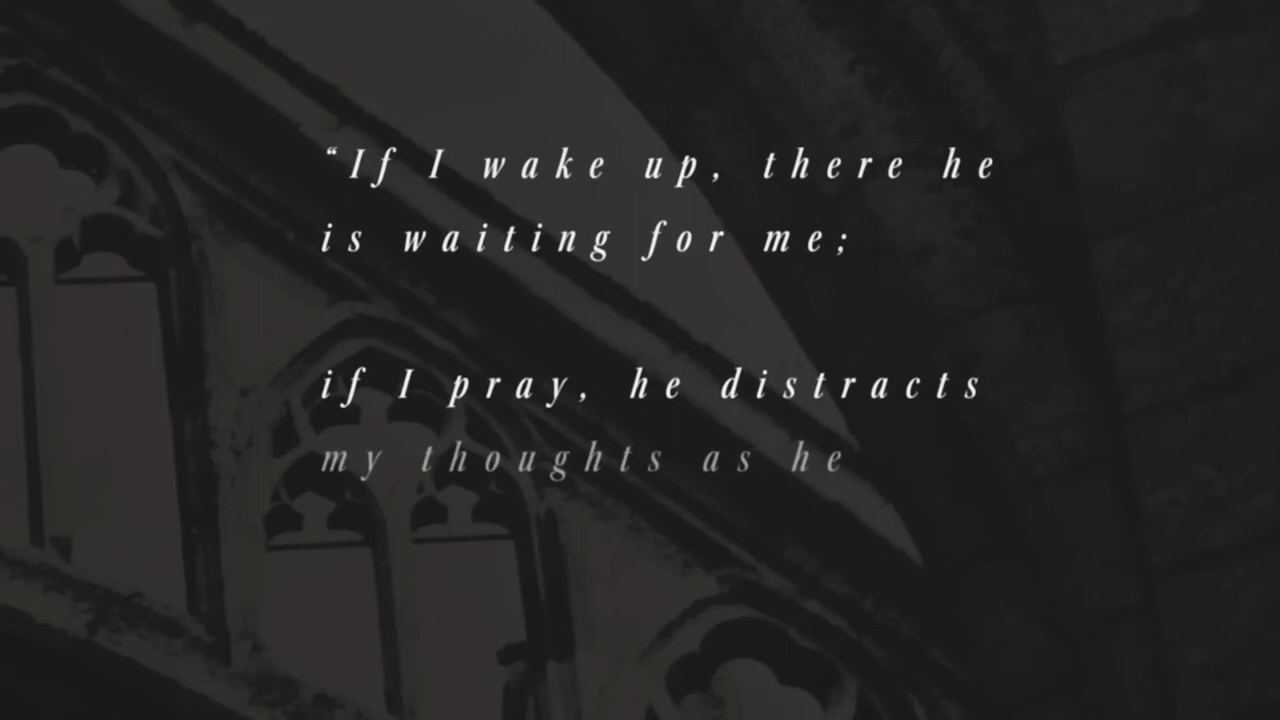 “If I wake up, there he
is waiting for me;
if I pray, he distracts
my thoughts as he